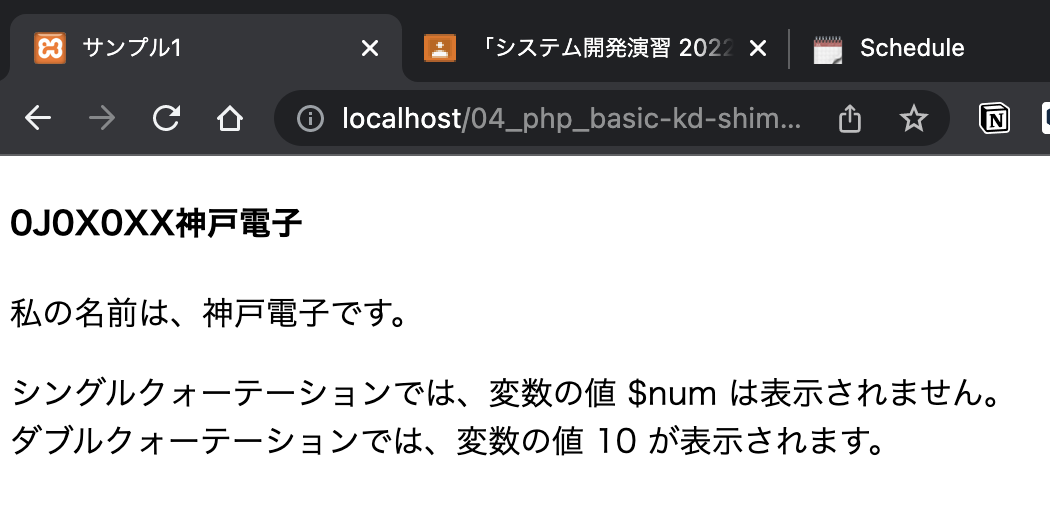 サンプル1
「システム開発演習 2022
Schedule
localhost/04_php_basic-kd-shim...
0J0X0XX神戸電子
私の名前は、神戸電子です。
シングルクォーテーションでは、変数の値 $num は表示されません。
ダブルクォーテーションでは、変数の値 10 が表示されます。